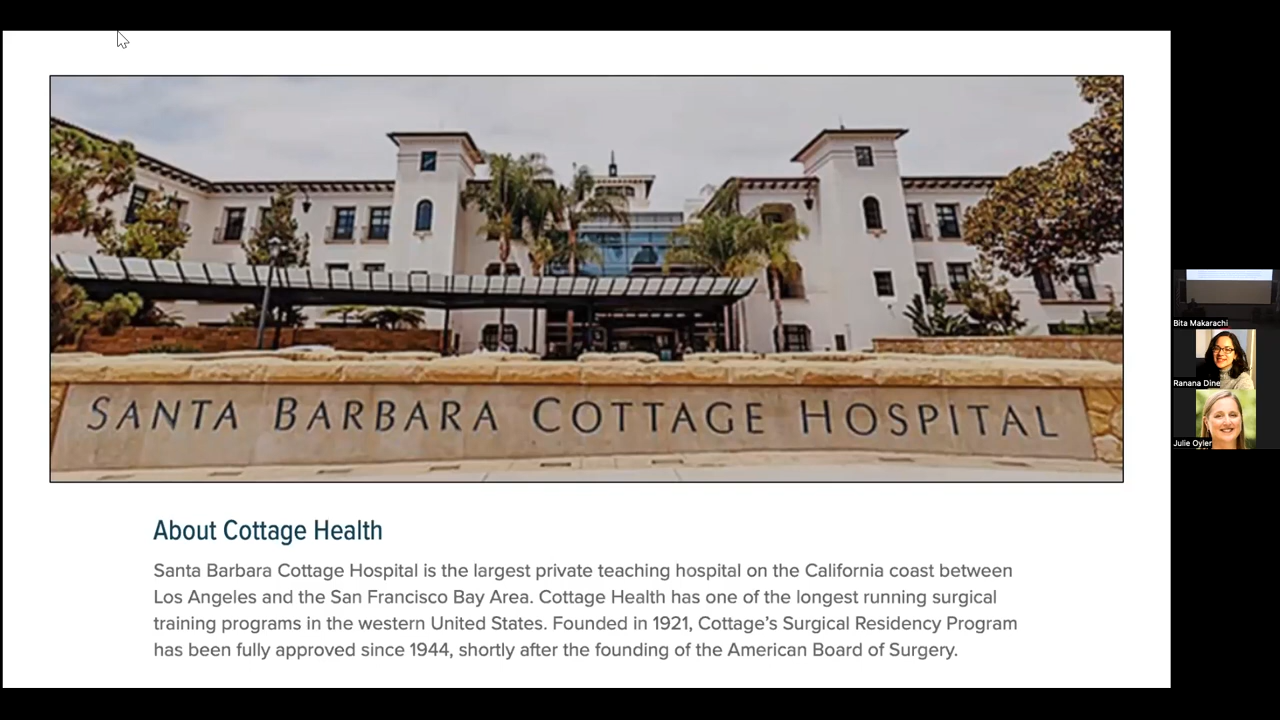 SANTA BARBARA COTTAGE HOSPITAL
About Cottage Health
Santa Barbara Cottage Hospital is the largest private teaching hospital on the California coast between
Los Angeles and the San Francisco Bay Area. Cottage Health has one of the longest running surgical
training programs in the western United States. Founded in 1921, Cottage's Surgical Residency Program
has been fully approved since 1944, shortly after the founding of the American Board of Surgery.
Bita Makarachi
Ranana Dine
Julie Oyler